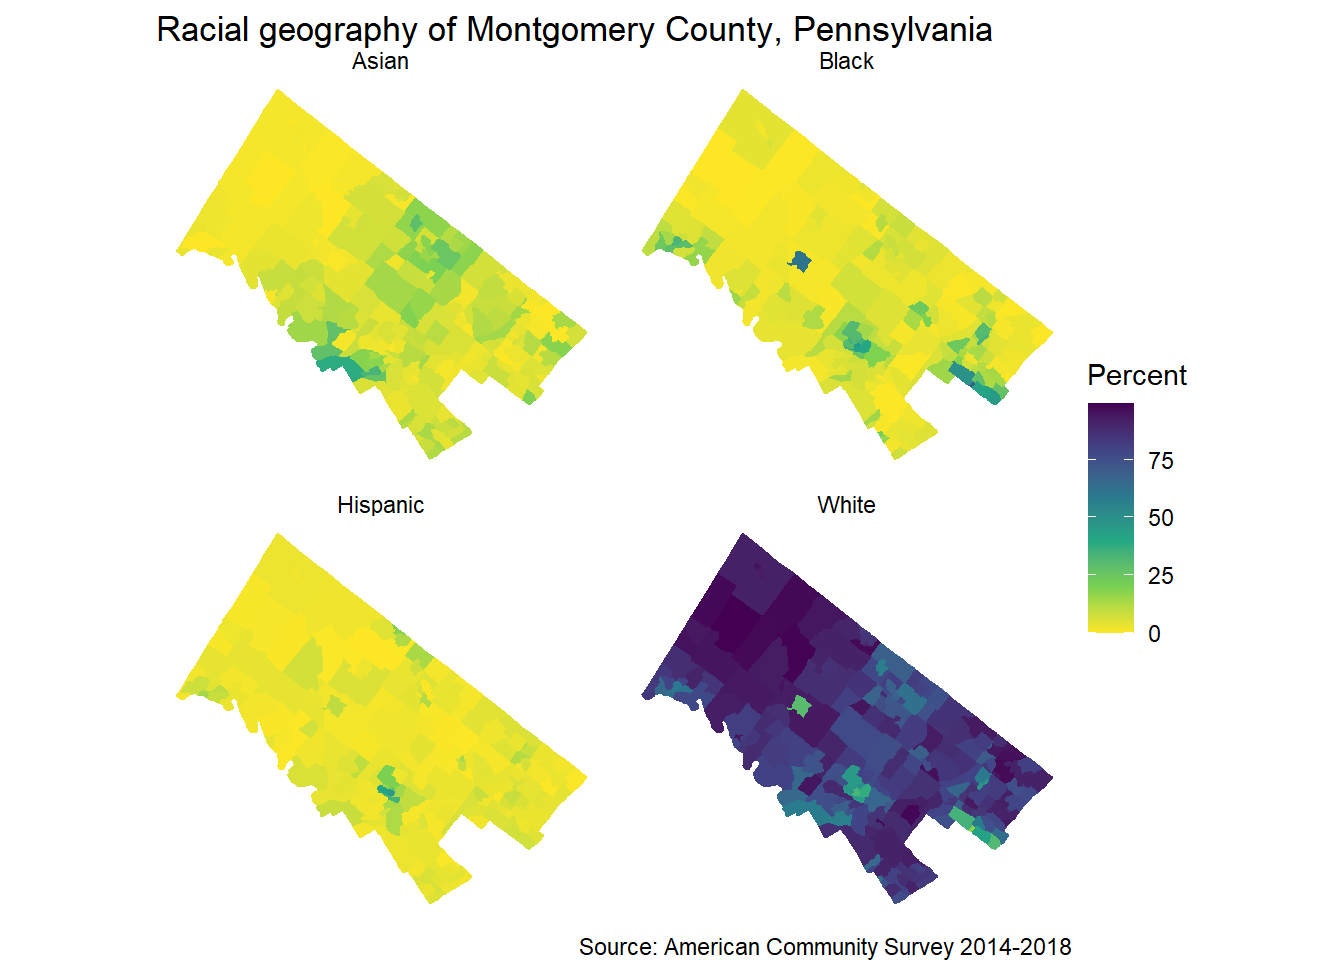 Racial geography of Montgomery County, Pennsylvania
Asian
Black
Hispanic
White
Percent
75
50
25
0
Source: American Community Survey 2014-2018